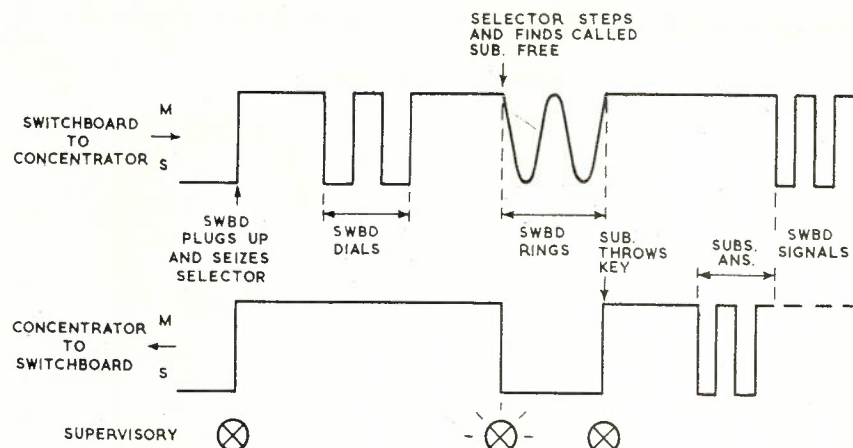 SELECTOR STEPS
AND FINDS CALLED
SUB. FREE
M
SWITCHBOARD
TO
CONCENTRATOR
S
SWBD
PLUGS UP
AND SEIZES
SELECTOR
SWBD
DIALS
SWBD
RINGS
SUB.
THROWS
KEY
SUBS.
ANS.
SWBD
SIGNALS
M
CONCENTRATOR
TO
SWITCHBOARD
S
SUPERVISORY